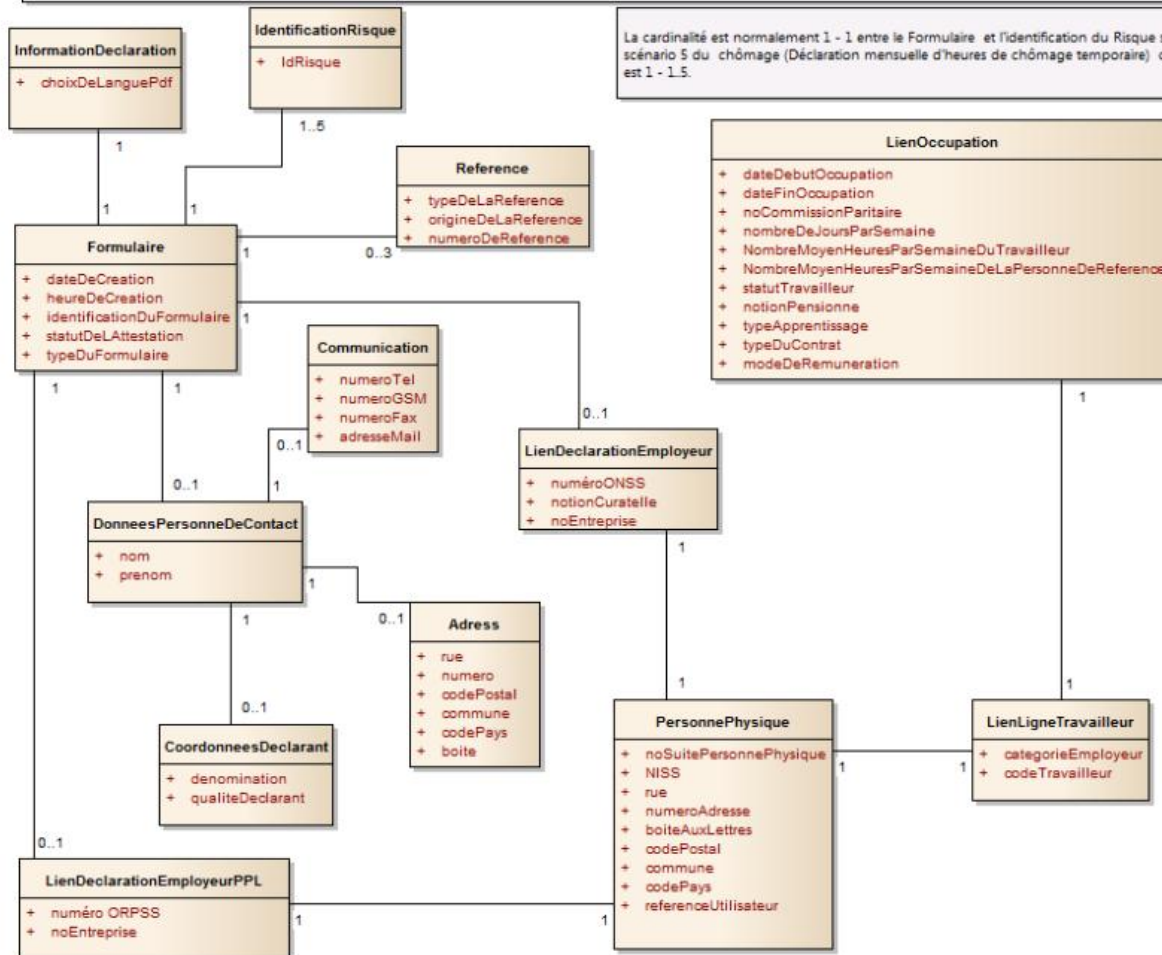 IdentificationRisque
+ IdRisque
InformationDeclaration
+ choixDeLanguePdf
La cardinalité est normalement 1 - 1 entre le Formulaire et l'identification du Risque
scénario 5 du chômage (Déclaration mensuelle d'heures de chômage temporaire)
est 1 - 1.5.
1..5
1
LienOccupation
+ dateDebutOccupation
+ dateFinOccupation
+ noCommissionParitaire
+ nombreDeJoursParSemaine
+ NombreMoyenHeuresParSemaineDuTravailleur
+ NombreMoyenHeuresParSemaineDeLaPersonneDeReference
+ statutTravailleur
+ notionPensionne
+ typeApprentissage
+ typeDuContrat
+ modeDeRemuneration
Reference
+ typeDeLaReference
+ origineDeLaReference
+ numeroDeReference
1
1
1
0..3
Formulaire
+ dateDeCreation
+ heureDeCreation
+ identificationDuFormulaire
+ statutDeLAttestation
+ typeDuFormulaire
1
1
1
Communication
+ numeroTel
+ numeroGSM
+ numeroFax
+ adresseMail
1
0..1
0..1
LienDeclarationEmployeur
+ numéroONSS
+ notionCuratelle
+ noEntreprise
0..1
1
DonneesPersonneDeContact
+ nom
+ prenom
1
1
1
0..1
Adress
+ rue
+ numero
+ codePostal
+ commune
+ codePays
+ boite
0..1
CoordonneesDeclarant
+ denomination
+ qualiteDeclarant
1
1
PersonnePhysique
+ noSuitePersonnePhysique
+ NISS
+ rue
+ numeroAdresse
+ boiteAuxLettres
+ codePostal
+ commune
+ codePays
+ referenceUtilisateur
LienLigneTravailleur
+ categorieEmployeur
+ codeTravailleur
1
1
0..1
LienDeclarationEmployeurPPL
+ numéro ORPSS
+ noEntreprise
1
1